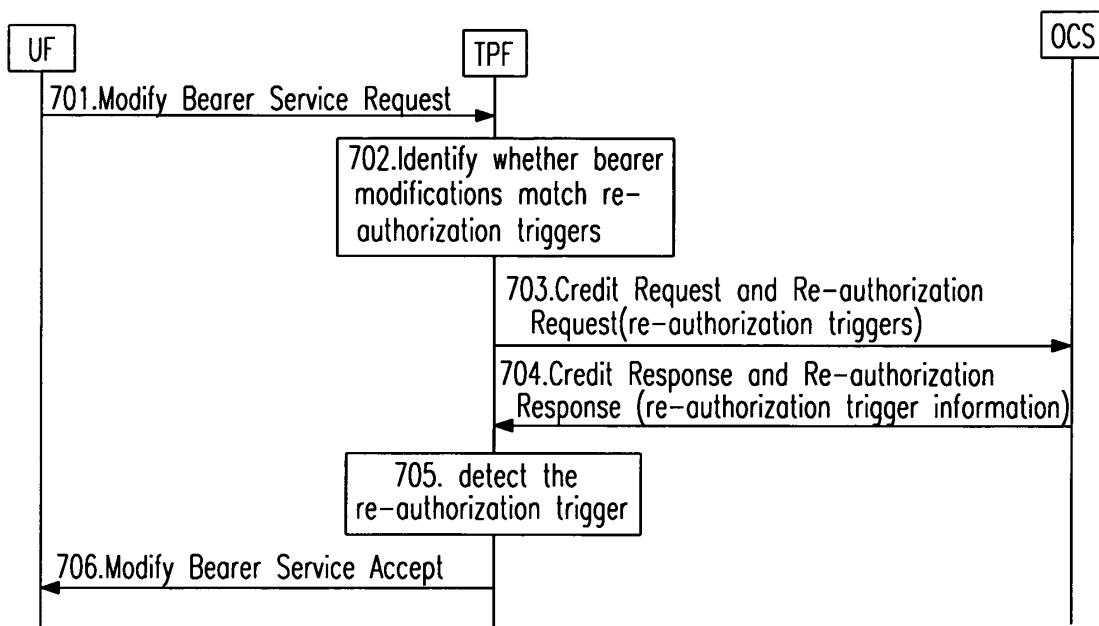 UF
TPF
OCS
701.Modify Bearer Service Request
702.Identify whether bearer
modifications match re-
authorization triggers
703.Credit Request and Re-authorization
Request(re-authorization triggers)
704.Credit Response and Re-authorization
Response (re-authorization trigger information)
705. detect the
re-authorization trigger
706.Modify Bearer Service Accept